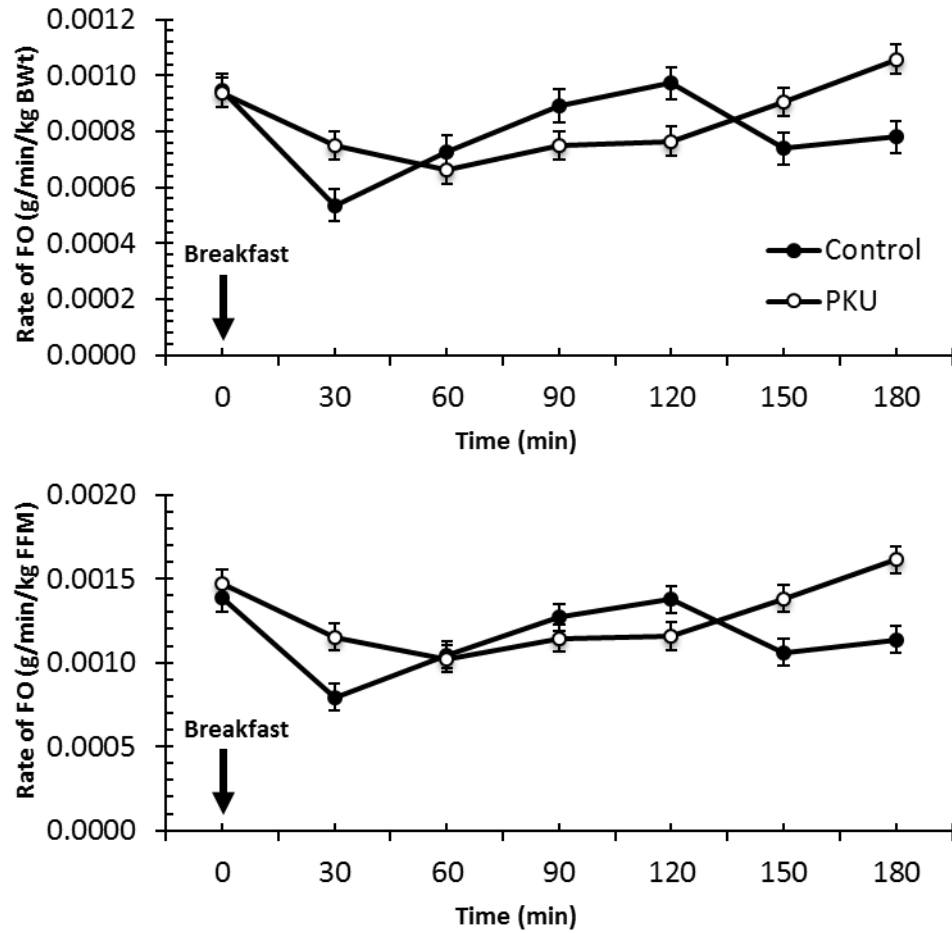 Rate of FO (g/min/kg BWt)
0.0012
0.0010
0.0008
0.0006
0.0004
0.0002
0.0000
Breakfast
Control
PKU
0 30 60 90 120 150 180
Time (min)
Rate of FO (g/min/kg FFM)
0.0020
0.0015
0.0010
0.0005
0.0000
Breakfast
0 30 60 90 120 150 180
Time (min)